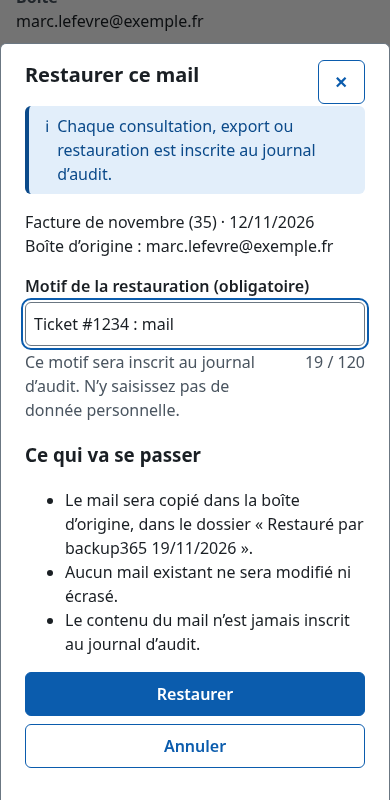 Boîte
marc.lefevre@exemple.fr
Restaurer ce mail
×
i Chaque consultation, export ou
restauration est inscrite au journal
d’audit.
Facture de novembre (35) · 12/11/2026
Boîte d’origine : marc.lefevre@exemple.fr
Motif de la restauration (obligatoire)
Ticket #1234 : mail
Ce motif sera inscrit au journal 19 / 120
d’audit. N’y saisissez pas de
donnée personnelle.
Ce qui va se passer
• Le mail sera copié dans la boîte
d’origine, dans le dossier « Restauré par
backup365 19/11/2026 ».
• Aucun mail existant ne sera modifié ni
écrasé.
• Le contenu du mail n’est jamais inscrit
au journal d’audit.
Restaurer
Annuler